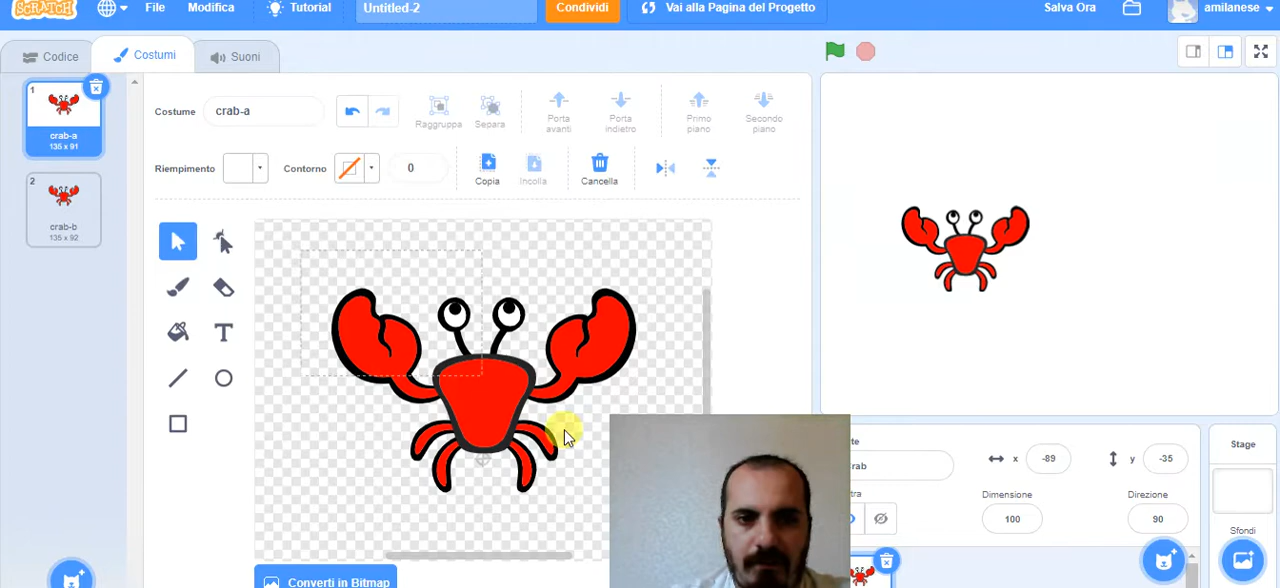 SCRATCH File Modifica Tutorial Untitled-2 Condividi Vai alla Pagina del Progetto Salva Ora amilanese
Codice Costumi Suoni
1
crab-a
135 x 91
2
crab-b
135 x 92
Costume crab-a Raggruppa Separa Porta avanti Porta indietro Primo piano Secondo piano
Riempimento Contorno 0 Copia Incolla Cancella
T
Converti in Bitmap
x -89 y -35
Dimensione Direzione
100 90
Stage
Sfondi